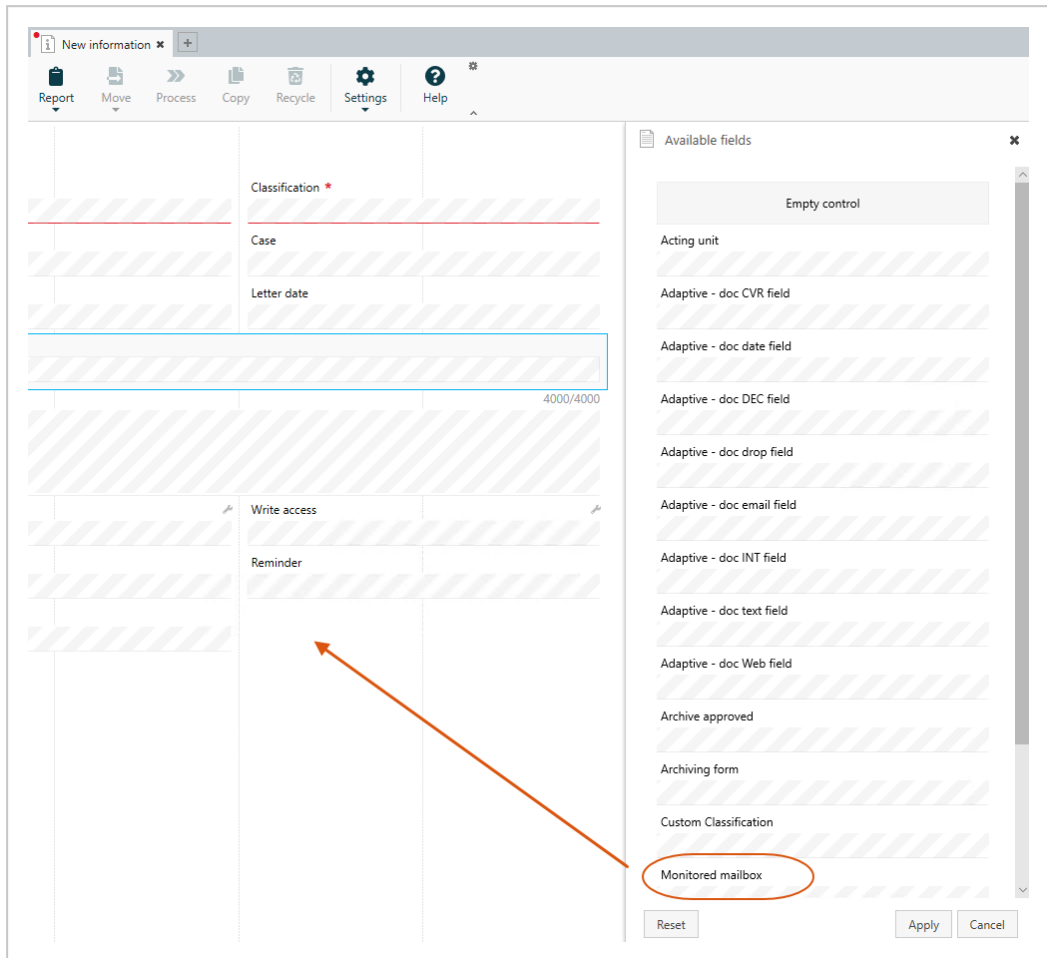 New information
Report Move Process Copy Recycle Settings Help
Available fields
Classification *
Case
Letter date
4000/4000
Write access
Reminder
Empty control
Acting unit
Adaptive - doc CVR field
Adaptive - doc date field
Adaptive - doc DEC field
Adaptive - doc drop field
Adaptive - doc email field
Adaptive - doc INT field
Adaptive - doc text field
Adaptive - doc Web field
Archive approved
Archiving form
Custom Classification
Monitored mailbox
Reset Apply Cancel